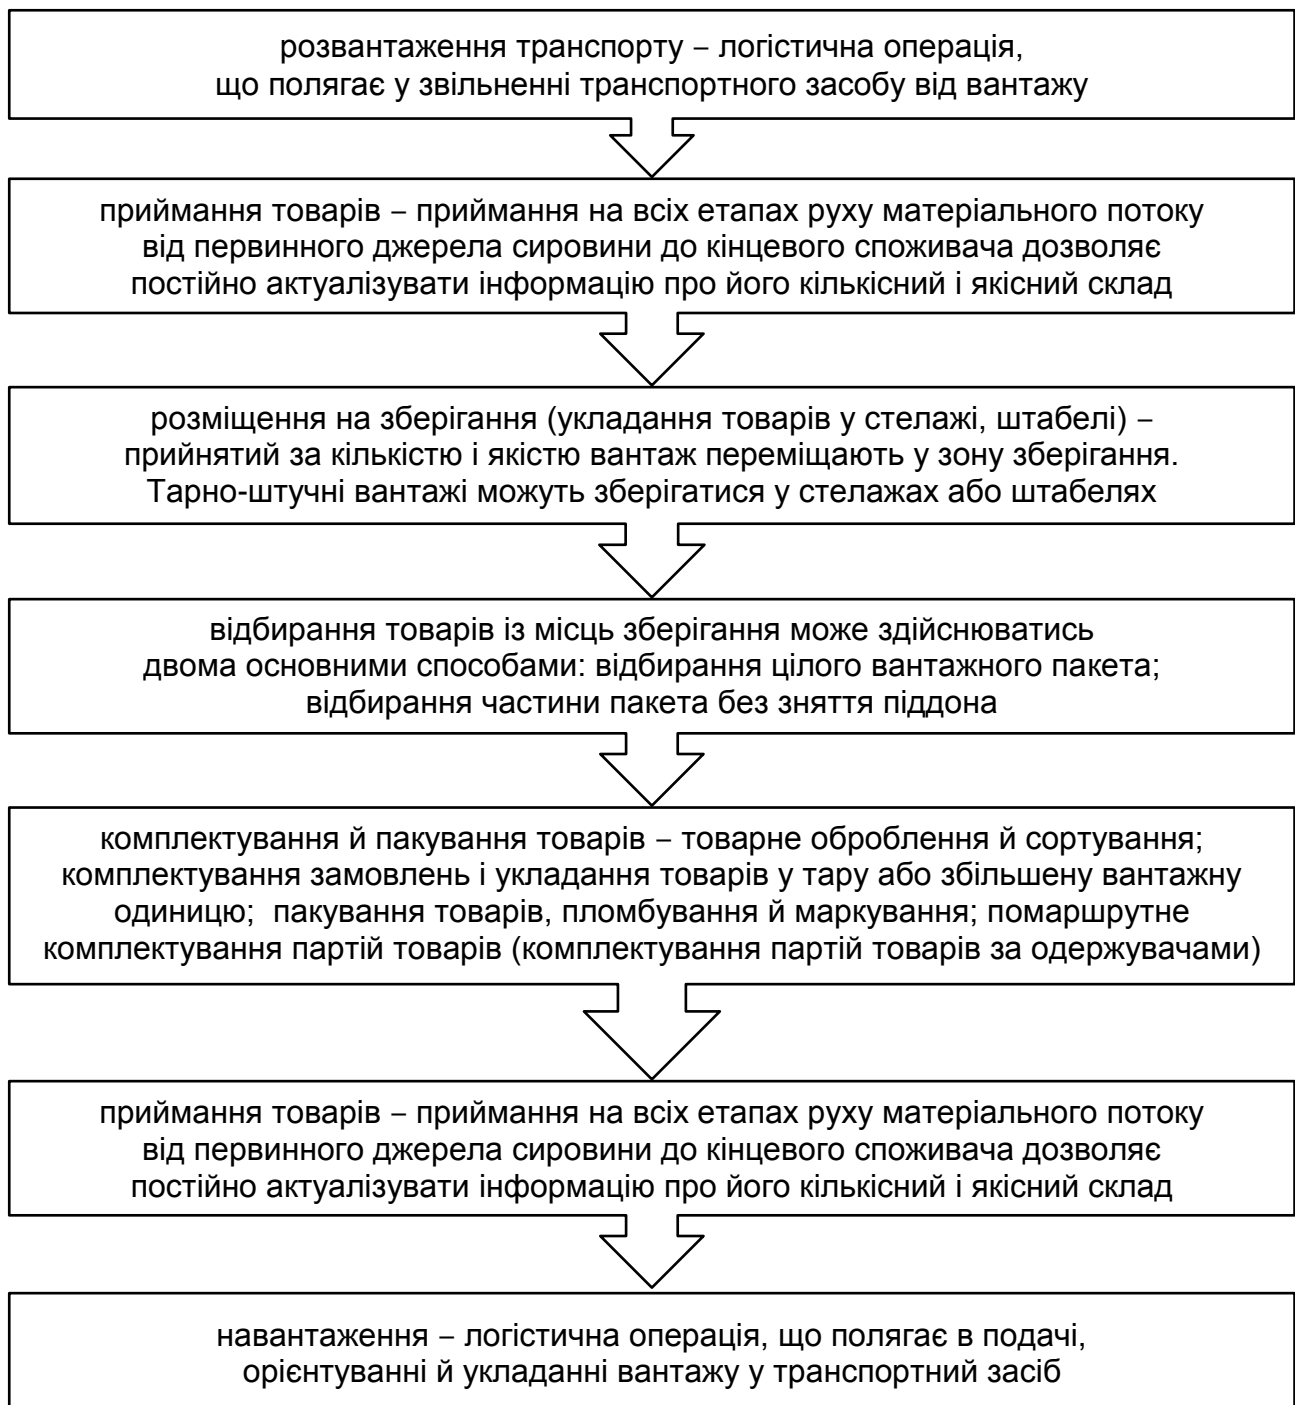 розвантаження транспорту – логістична операція,
що полягає у звільненні транспортного засобу від вантажу
приймання товарів – приймання на всіх етапах руху матеріального потоку
від первинного джерела сировини до кінцевого споживача дозволяє
постійно актуалізувати інформацію про його кількісний і якісний склад
розміщення на зберігання (укладання товарів у стелажі, штабелі) –
прийнятий за кількістю і якістю вантаж переміщають у зону зберігання.
Тарно-штучні вантажі можуть зберігатися у стелажах або штабелях
відбирання товарів із місць зберігання може здійснюватись
двома основними способами: відбирання цілого вантажного пакета;
відбирання частини пакета без зняття піддона
комплектування й пакування товарів – товарне оброблення й сортування;
комплектування замовлень і укладання товарів у тару або збільшену вантажну
одиницю; пакування товарів, пломбування й маркування; помаршрутне
комплектування партій товарів (комплектування партій товарів за одержувачами)
приймання товарів – приймання на всіх етапах руху матеріального потоку
від первинного джерела сировини до кінцевого споживача дозволяє
постійно актуалізувати інформацію про його кількісний і якісний склад
навантаження – логістична операція, що полягає в подачі,
орієнтуванні й укладанні вантажу у транспортний засіб